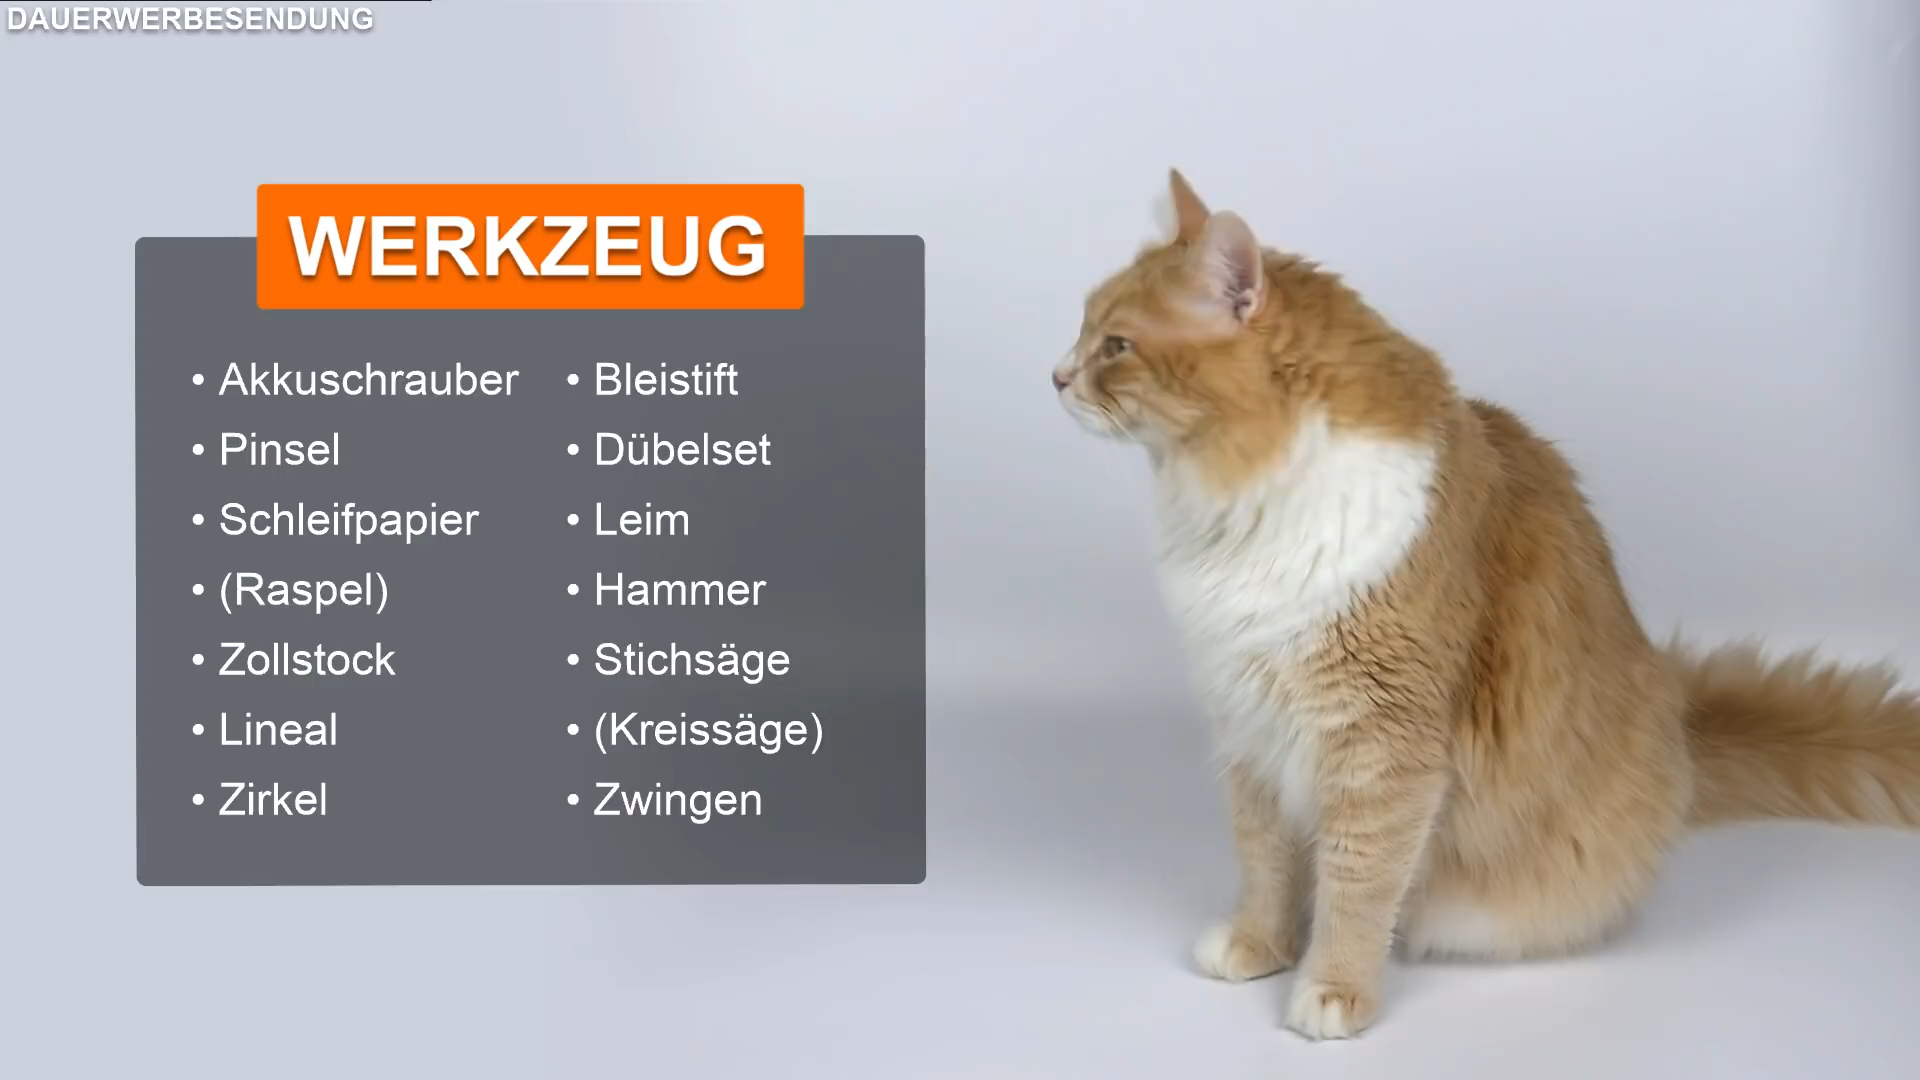 DAUERWERBESENDUNG
WERKZEUG
• Akkuschrauber
• Pinsel
• Schleifpapier
• (Raspel)
• Zollstock
• Lineal
• Zirkel
• Bleistift
• Dübelset
• Leim
• Hammer
• Stichsäge
• (Kreissäge)
• Zwingen